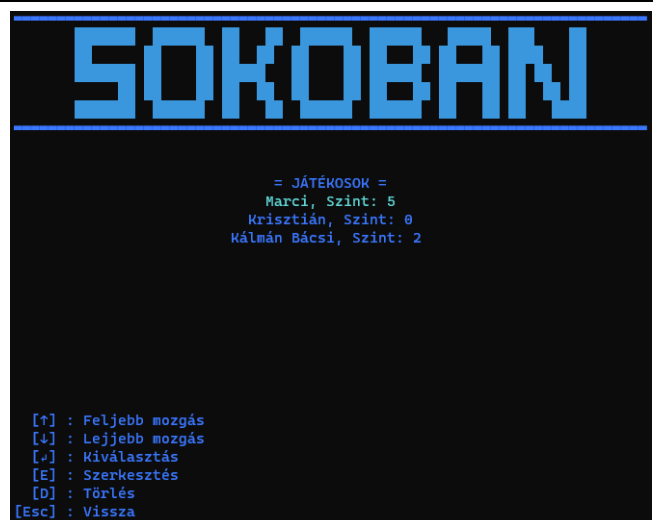 SOKOBAN
= JÁTÉKOSOK =
Marci, Szint: 5
Krisztián, Szint: 0
Kálmán Bácsi, Szint: 2
[↑] : Feljebb mozgás
[↓] : Lejjebb mozgás
[↲] : Kiválasztás
[E] : Szerkesztés
[D] : Törlés
[Esc] : Vissza